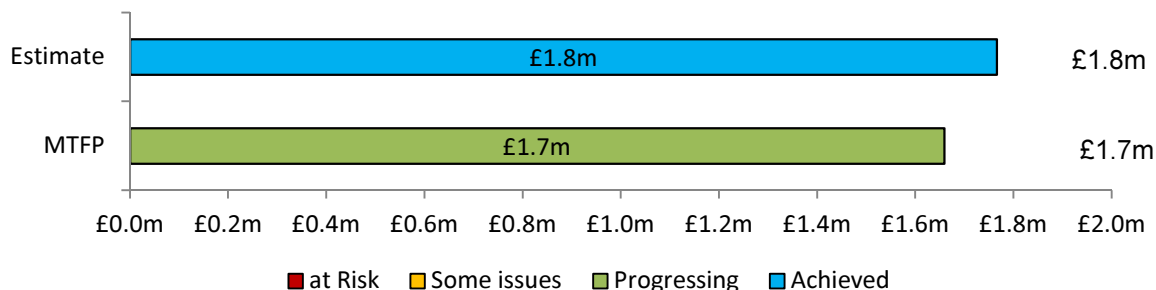 Estimate £1.8m £1.8m
MTFP £1.7m £1.7m
£0.0m £0.2m £0.4m £0.6m £0.8m £1.0m £1.2m £1.4m £1.6m £1.8m £2.0m
at Risk Some issues Progressing Achieved